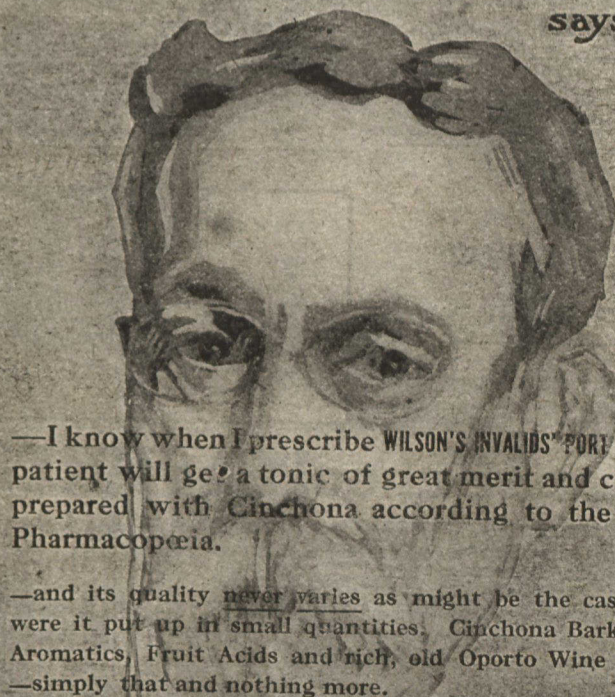 says
—I know when I prescribe WILSON'S INVALIDS' PORT
patient will get a tonic of great merit and c
prepared with Cinchona according to the
Pharmacopœia.
—and its quality never varies as might be the cas
were it put up in small quantities. Cinchona Bark
Aromatics, Fruit Acids and rich, old Oporto Wine
—simply that and nothing more.